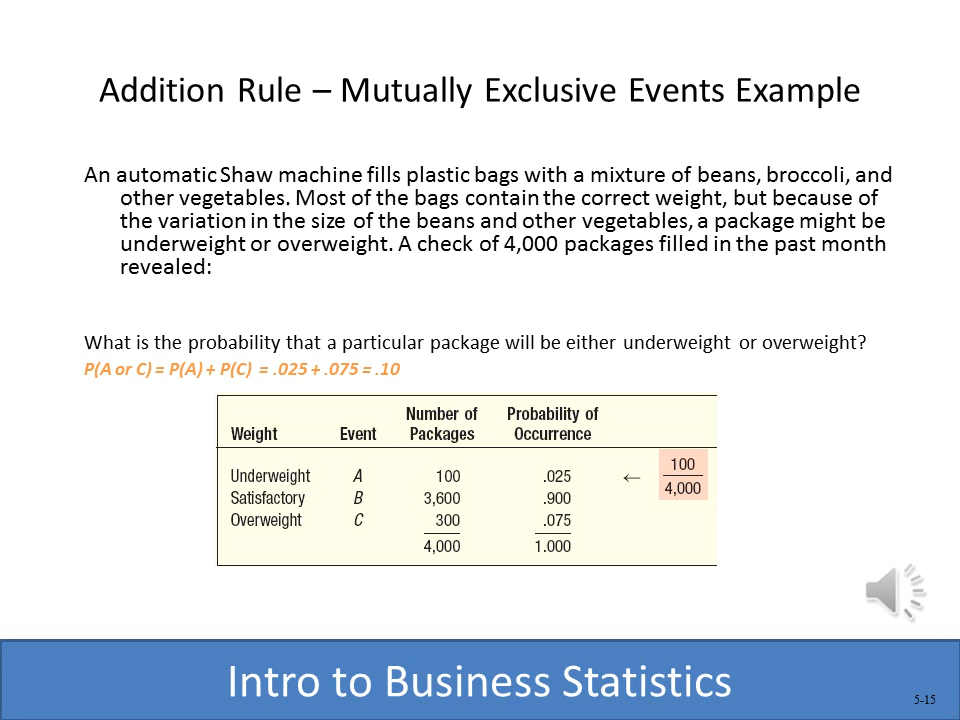 Addition Rule – Mutually Exclusive Events Example
An automatic Shaw machine fills plastic bags with a mixture of beans, broccoli, and
other vegetables. Most of the bags contain the correct weight, but because of
the variation in the size of the beans and other vegetables, a package might be
underweight or overweight. A check of 4,000 packages filled in the past month
revealed:
What is the probability that a particular package will be either underweight or overweight?
P(A or C) = P(A) + P(C) = .025 + .075 = .10
Number of Probability of
Weight Event Packages Occurrence
Underweight A 100 .025 ← 100
4,000
Satisfactory B 3,600 .900
Overweight C 300 .075
4,000 1.000
Intro to Business Statistics
5-15